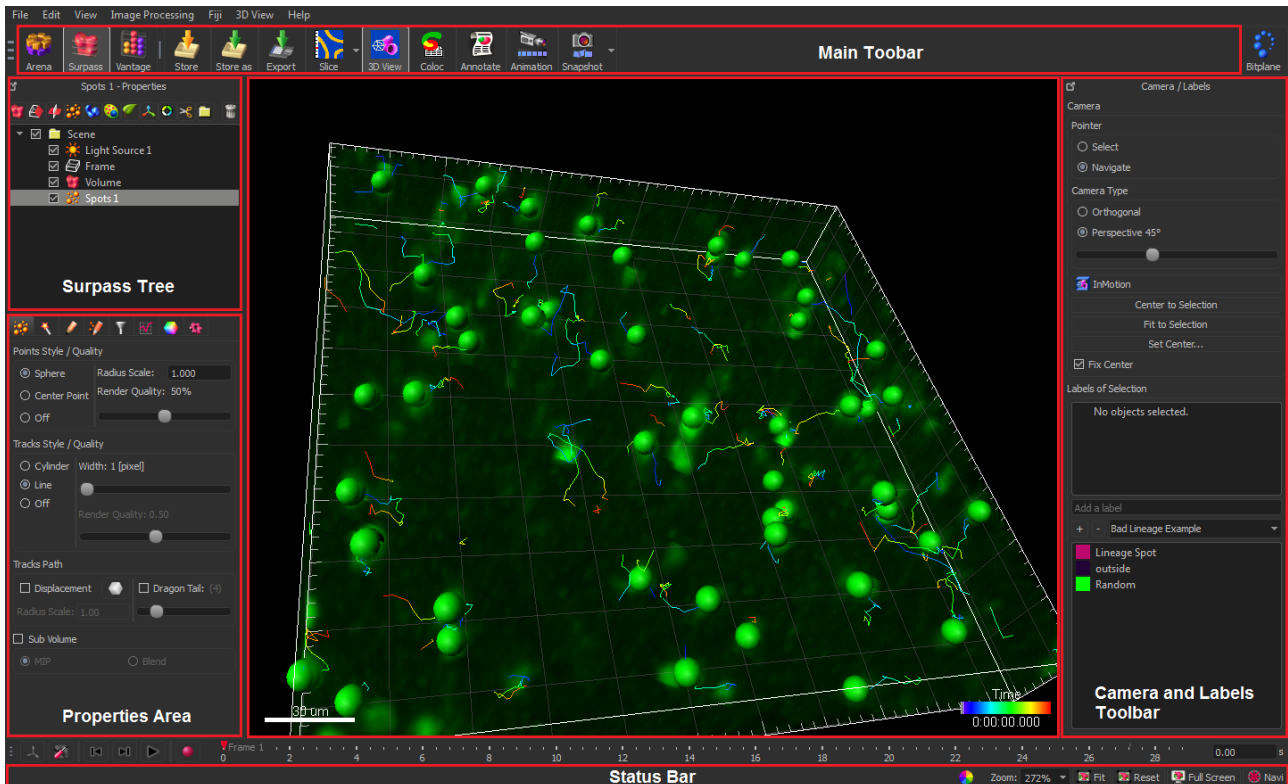 File Edit View Image Processing Fiji 3D View Help
Arena Surpass Vantage Store Store as Export Slice 3D View Coloc Annotate Animation Snapshot
Main Toobar
Bitplane
Spots 1 - Properties
Scene
Light Source 1
Frame
Volume
Spots 1
Surpass Tree
Points Style / Quality
Sphere Radius Scale: 1.000
Center Point Render Quality: 50%
Off
Tracks Style / Quality
Cylinder Width: 1 [pixel]
Line
Off
Render Quality: 0.50
Tracks Path
Displacement Dragon Tail: (4)
Radius Scale: 1.00
Sub Volume
MIP Blend
Properties Area
30 um
Time
0:00:00.000
Camera / Labels
Camera
Pointer
Select
Navigate
Camera Type
Orthogonal
Perspective 45°
InMotion
Center to Selection
Fit to Selection
Set Center...
Fix Center
Labels of Selection
No objects selected.
Add a label
+ - Bad Lineage Example
Lineage Spot
outside
Random
Camera and Labels
Toolbar
Frame 1
0 2 4 6 8 10 12 14 16 18 20 22 24 26 28
0.00 s
Status Bar
Zoom: 272% Fit Reset Full Screen Navi